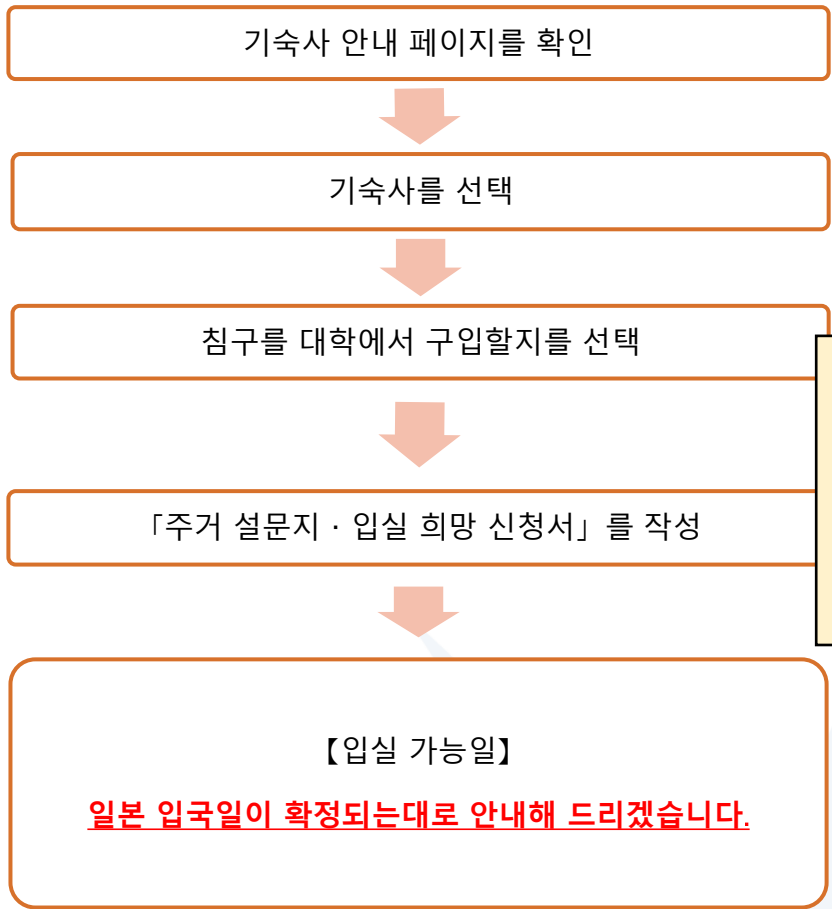 기숙사 안내 페이지를 확인
기숙사를 선택
침구를 대학에서 구입할지를 선택
「주거 설문지 · 입실 희망 신청서」를 작성
【입실 가능일】
일본 입국일이 확정되는대로 안내해 드리겠습니다.